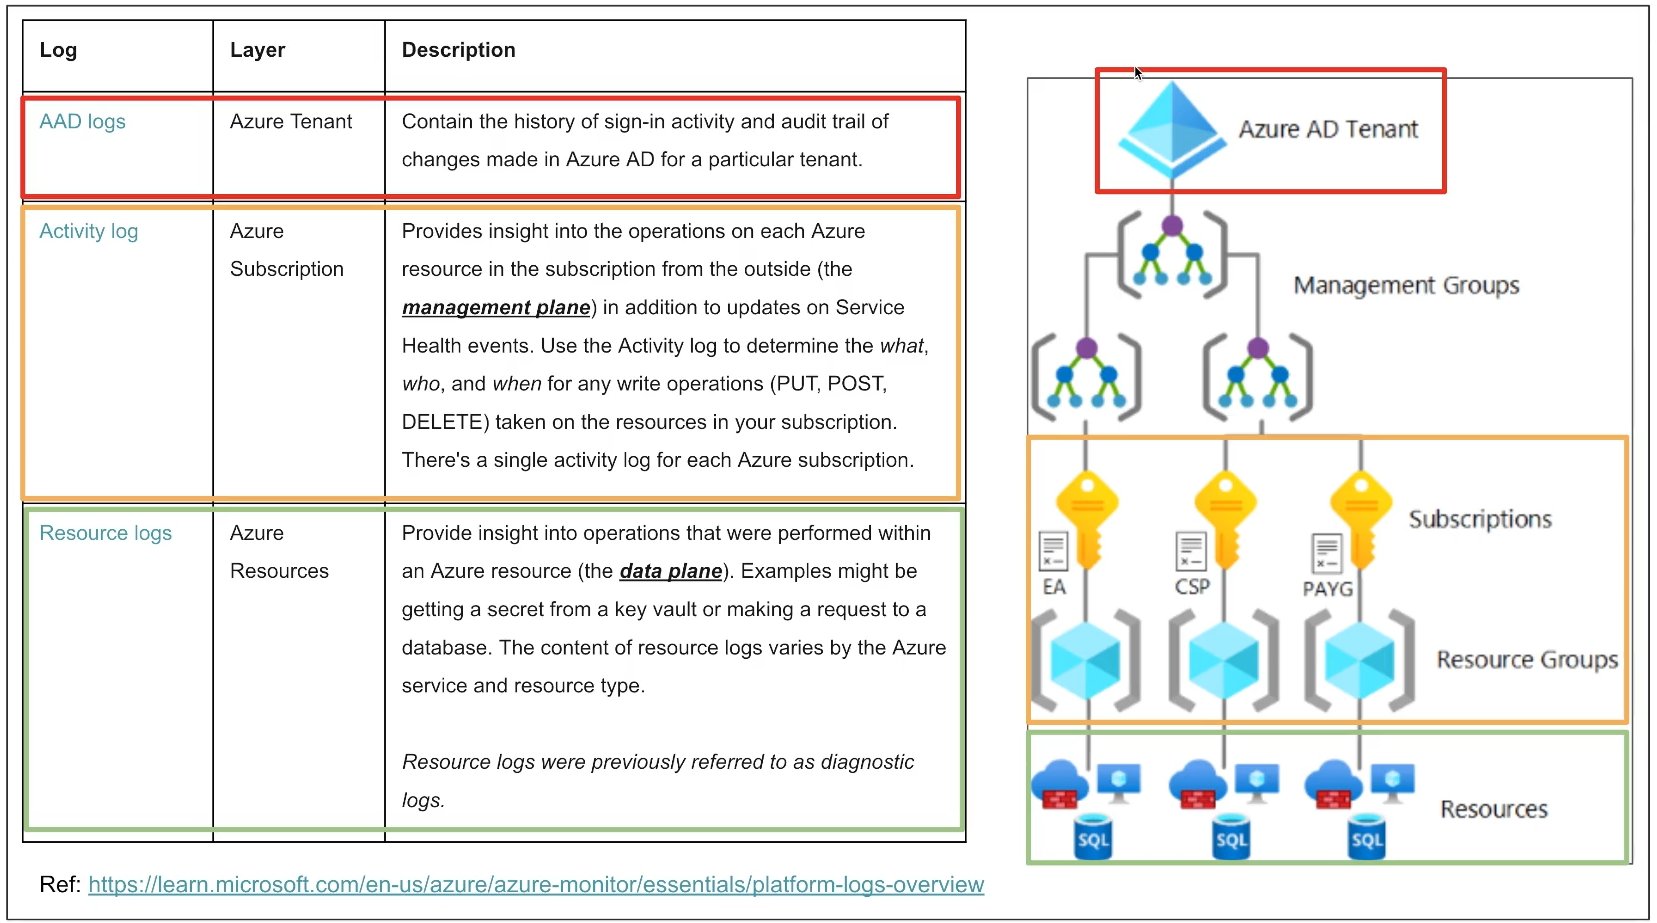 Log Layer Description
AAD logs Azure Tenant Contain the history of sign-in activity and audit trail of
changes made in Azure AD for a particular tenant.
Activity log Azure Provides insight into the operations on each Azure
Subscription resource in the subscription from the outside (the
management plane) in addition to updates on Service
Health events. Use the Activity log to determine the what,
who, and when for any write operations (PUT, POST,
DELETE) taken on the resources in your subscription.
There's a single activity log for each Azure subscription.
Resource logs Azure Provide insight into operations that were performed within
Resources an Azure resource (the data plane). Examples might be
getting a secret from a key vault or making a request to a
database. The content of resource logs varies by the Azure
service and resource type.
Resource logs were previously referred to as diagnostic
logs.
Ref: https://learn.microsoft.com/en-us/azure/azure-monitor/essentials/platform-logs-overview
Azure AD Tenant
Management Groups
Subscriptions
EA CSP PAYG
Resource Groups
Resources
SQL SQL SQL